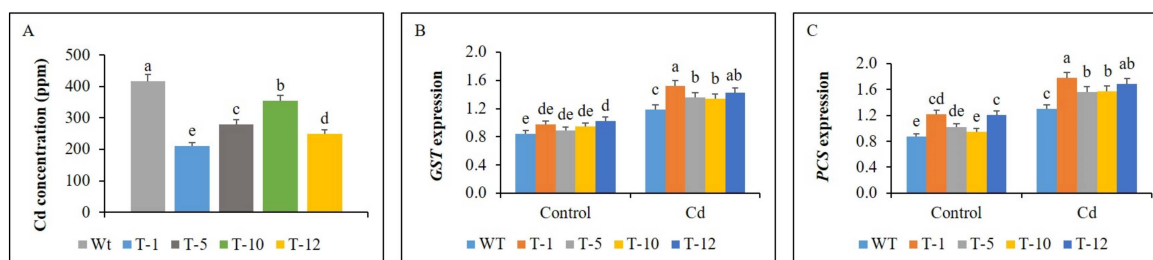 A
Cd concentration (ppm)
500
400
300
200
100
0
a
e
c
b
d
Wt T-1 T-5 T-10 T-12
B
GST expression
2.0
1.6
1.2
0.8
0.4
0.0
e de de de d
c a b b ab
Control Cd
WT T-1 T-5 T-10 T-12
C
PCS expression
2.0
1.6
1.2
0.8
0.4
0.0
e cd de e c
c a b b ab
Control Cd
WT T-1 T-5 T-10 T-12